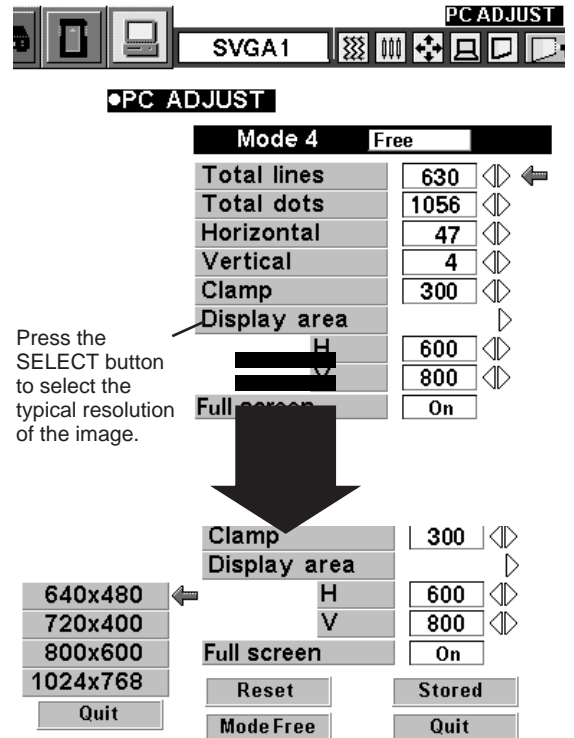 PC ADJUST
SVGA1
●PC ADJUST
Mode 4 Free
Total lines 630
Total dots 1056
Horizontal 47
Vertical 4
Clamp 300
Display area
H 600
V 800
Full screen On
Press the
SELECT button
to select the
typical resolution
of the image.
Clamp 300
Display area
640x480 H 600
720x400 V 800
800x600 Full screen On
1024x768 Reset Stored
Quit Mode Free Quit